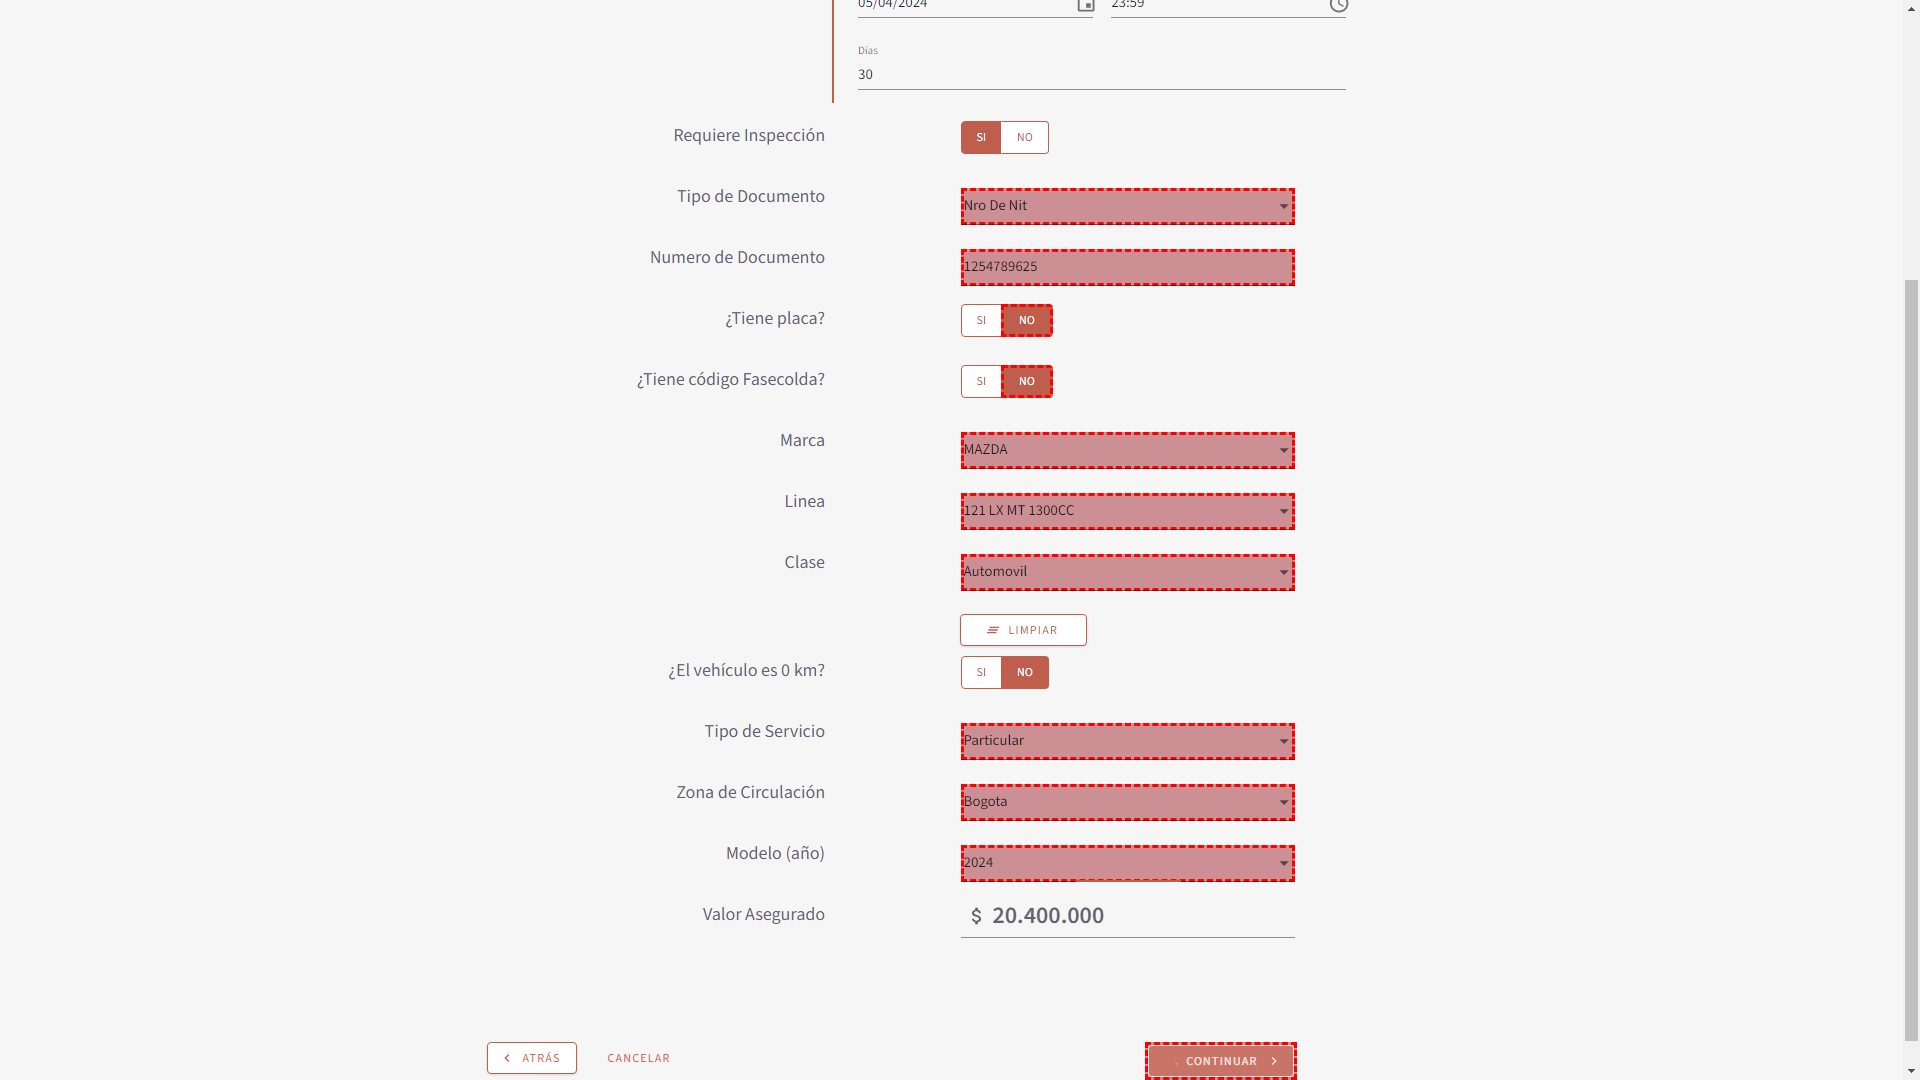 05/04/2024 23:59
Días
30
Requiere Inspección SI NO
Tipo de Documento Nro De Nit
Numero de Documento 1254789625
¿Tiene placa? SI NO
¿Tiene código Fasecolda? SI NO
Marca MAZDA
Linea 121 LX MT 1300CC
Clase Automovil
LIMPIAR
¿El vehículo es 0 km? SI NO
Tipo de Servicio Particular
Zona de Circulación Bogota
Modelo (año) 2024
Valor Asegurado $ 20.400.000
ATRÁS CANCELAR CONTINUAR